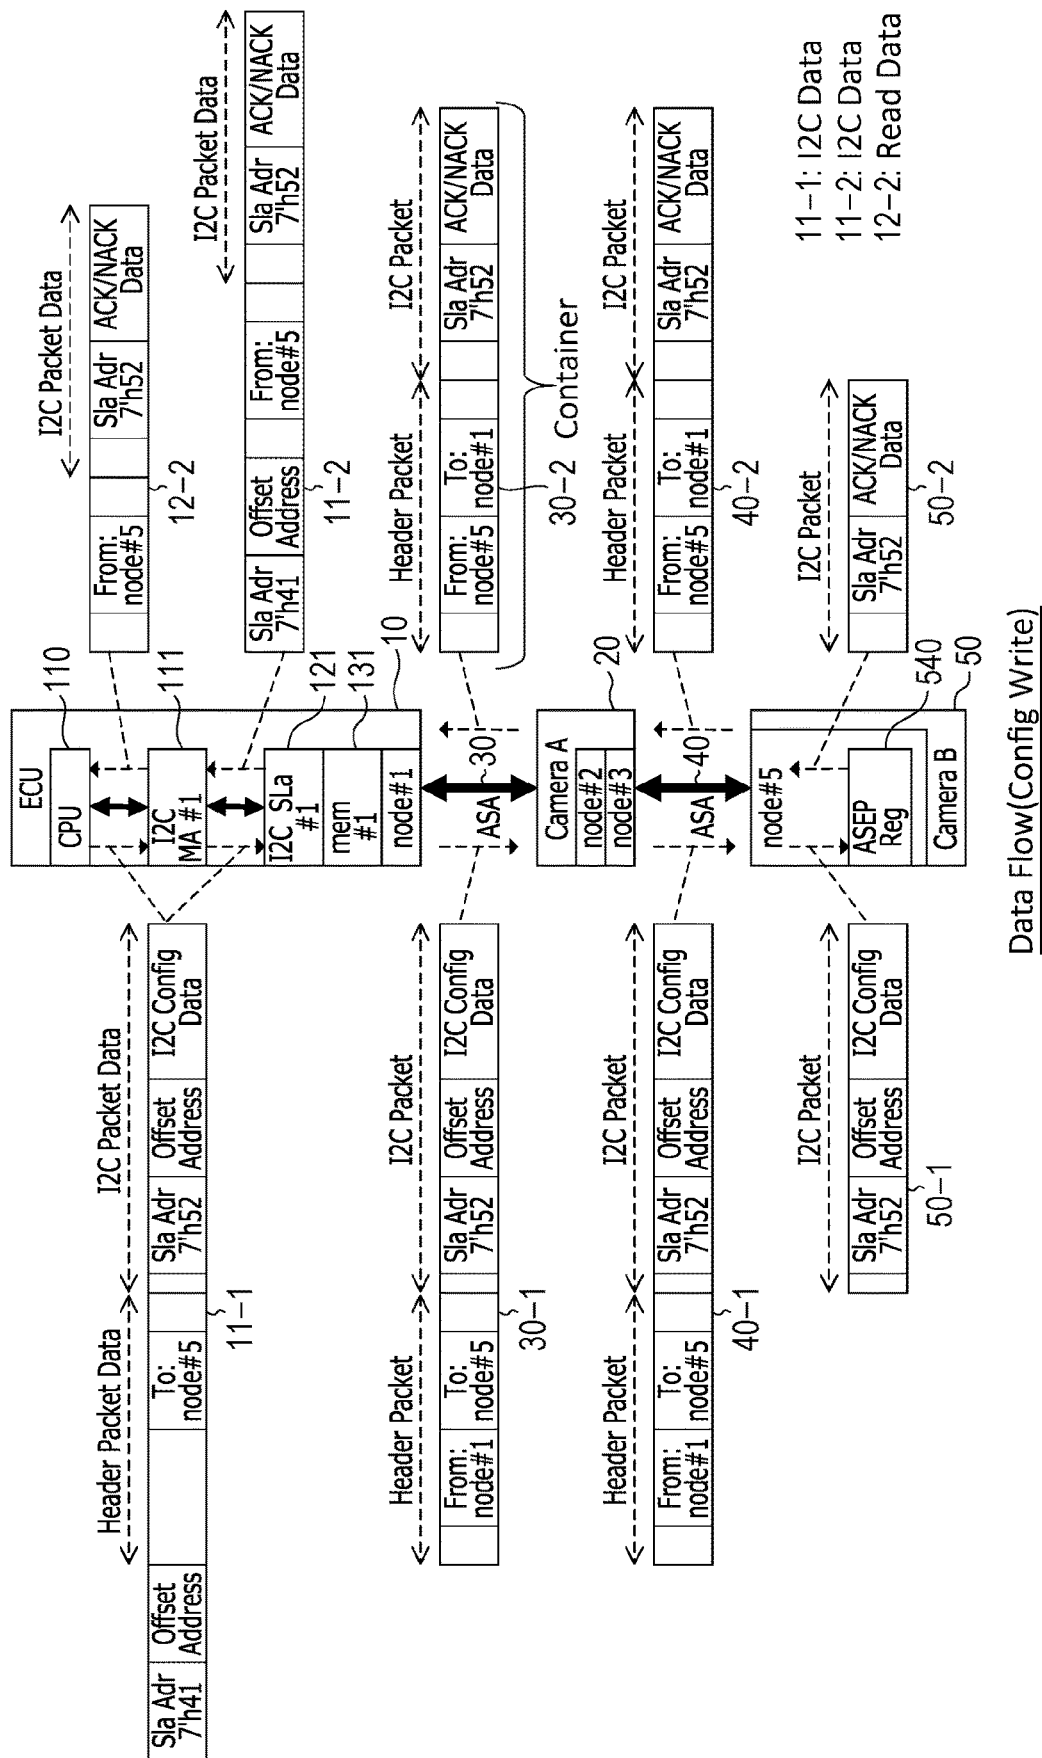 I2C Packet Data
From:
node#5
Sla Adr
7'h52
ACK/NACK
Data
12-2
I2C Packet Data
Sla Adr
7'h41
Offset
Address
From:
node#5
Sla Adr
7'h52
ACK/NACK
Data
11-2
Header Packet
I2C Packet
From:
node#5
To:
node#1
Sla Adr
7'h52
ACK/NACK
Data
30-2 Container
Header Packet
I2C Packet
From:
node#5
To:
node#1
Sla Adr
7'h52
ACK/NACK
Data
40-2
I2C Packet
Sla Adr
7'h52
ACK/NACK
Data
50-2
11-1: I2C Data
11-2: I2C Data
12-2: Read Data
ECU
CPU
I2C
MA #1
I2C SLa
#1
mem
#1
node#1
110
111
121
131
10
ASA
30
Camera A
node#2
node#3
20
ASA
40
node#5
ASEP
Reg
Camera B
540
50
Header Packet Data
I2C Packet Data
Sla Adr
7'h41
Offset
Address
To:
node#5
Sla Adr
7'h52
Offset
Address
I2C Config
Data
11-1
Header Packet
I2C Packet
From:
node#1
To:
node#5
Sla Adr
7'h52
Offset
Address
I2C Config
Data
30-1
Header Packet
I2C Packet
From:
node#1
To:
node#5
Sla Adr
7'h52
Offset
Address
I2C Config
Data
40-1
I2C Packet
Sla Adr
7'h52
Offset
Address
I2C Config
Data
50-1
Data Flow(Config Write)